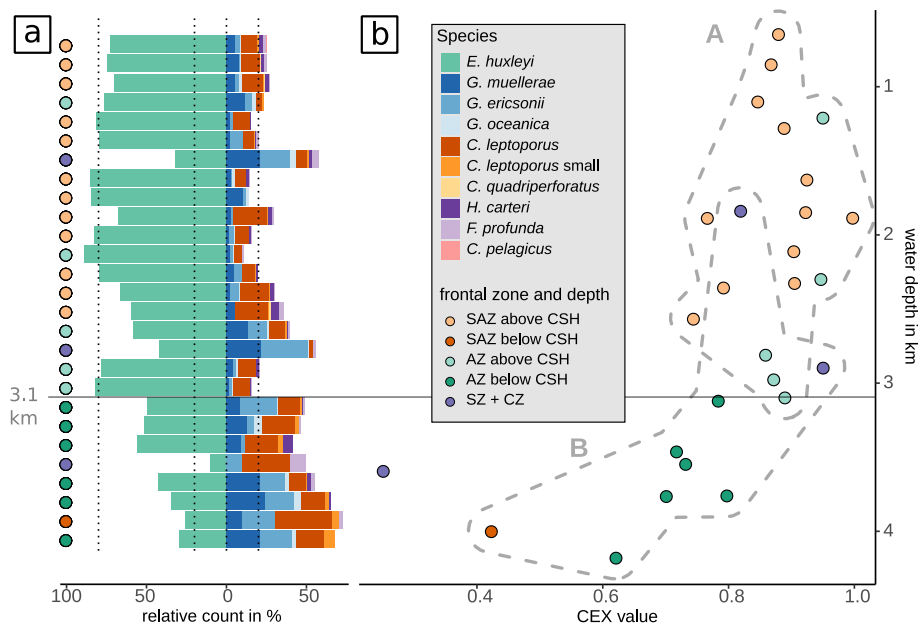 a
3.1
km
100
50
0
50
relative count in %
b
Species
E. huxleyi
G. muellerae
G. ericsonii
G. oceanica
C. leptoporus
C. leptoporus small
C. quadriperforatus
H. carteri
F. profunda
C. pelagicus
frontal zone and depth
SAZ above CSH
SAZ below CSH
AZ above CSH
AZ below CSH
SZ + CZ
A
B
1
2
3
4
water depth in km
0.4
0.6
0.8
1.0
CEX value